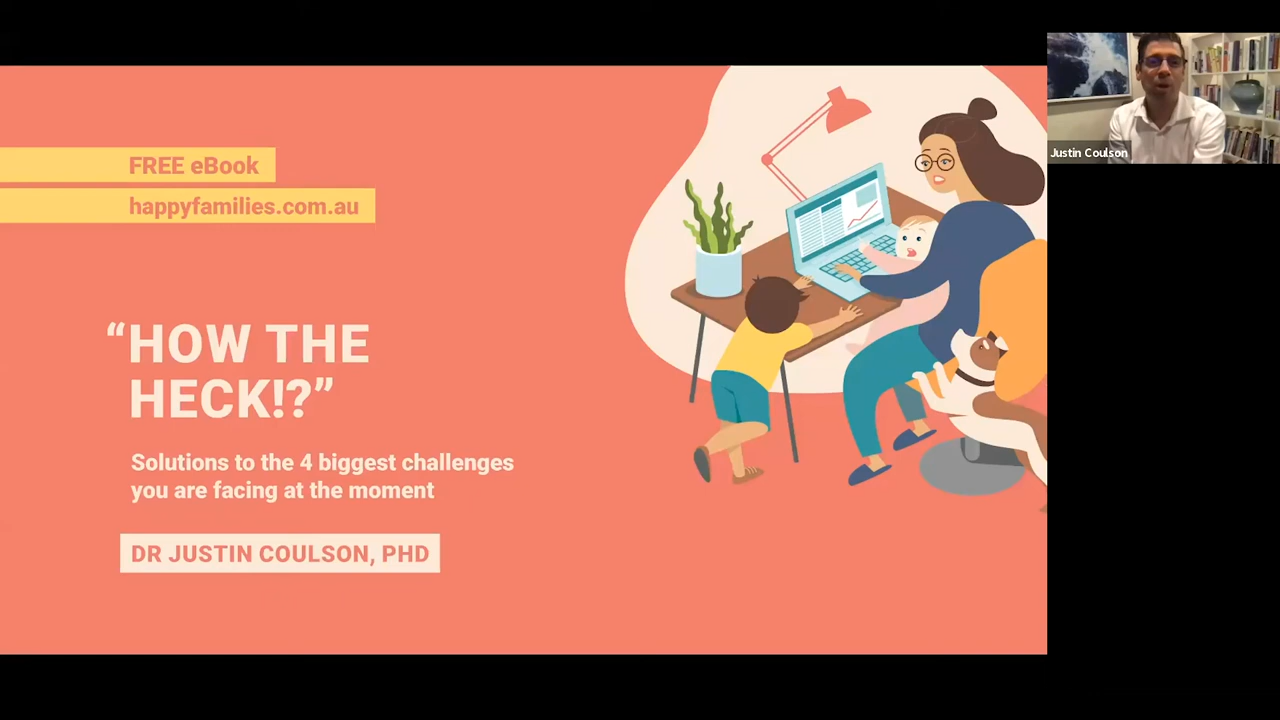 FREE eBook
happyfamilies.com.au
“HOW THE
HECK!?”
Solutions to the 4 biggest challenges
you are facing at the moment
DR JUSTIN COULSON, PHD
Justin Coulson